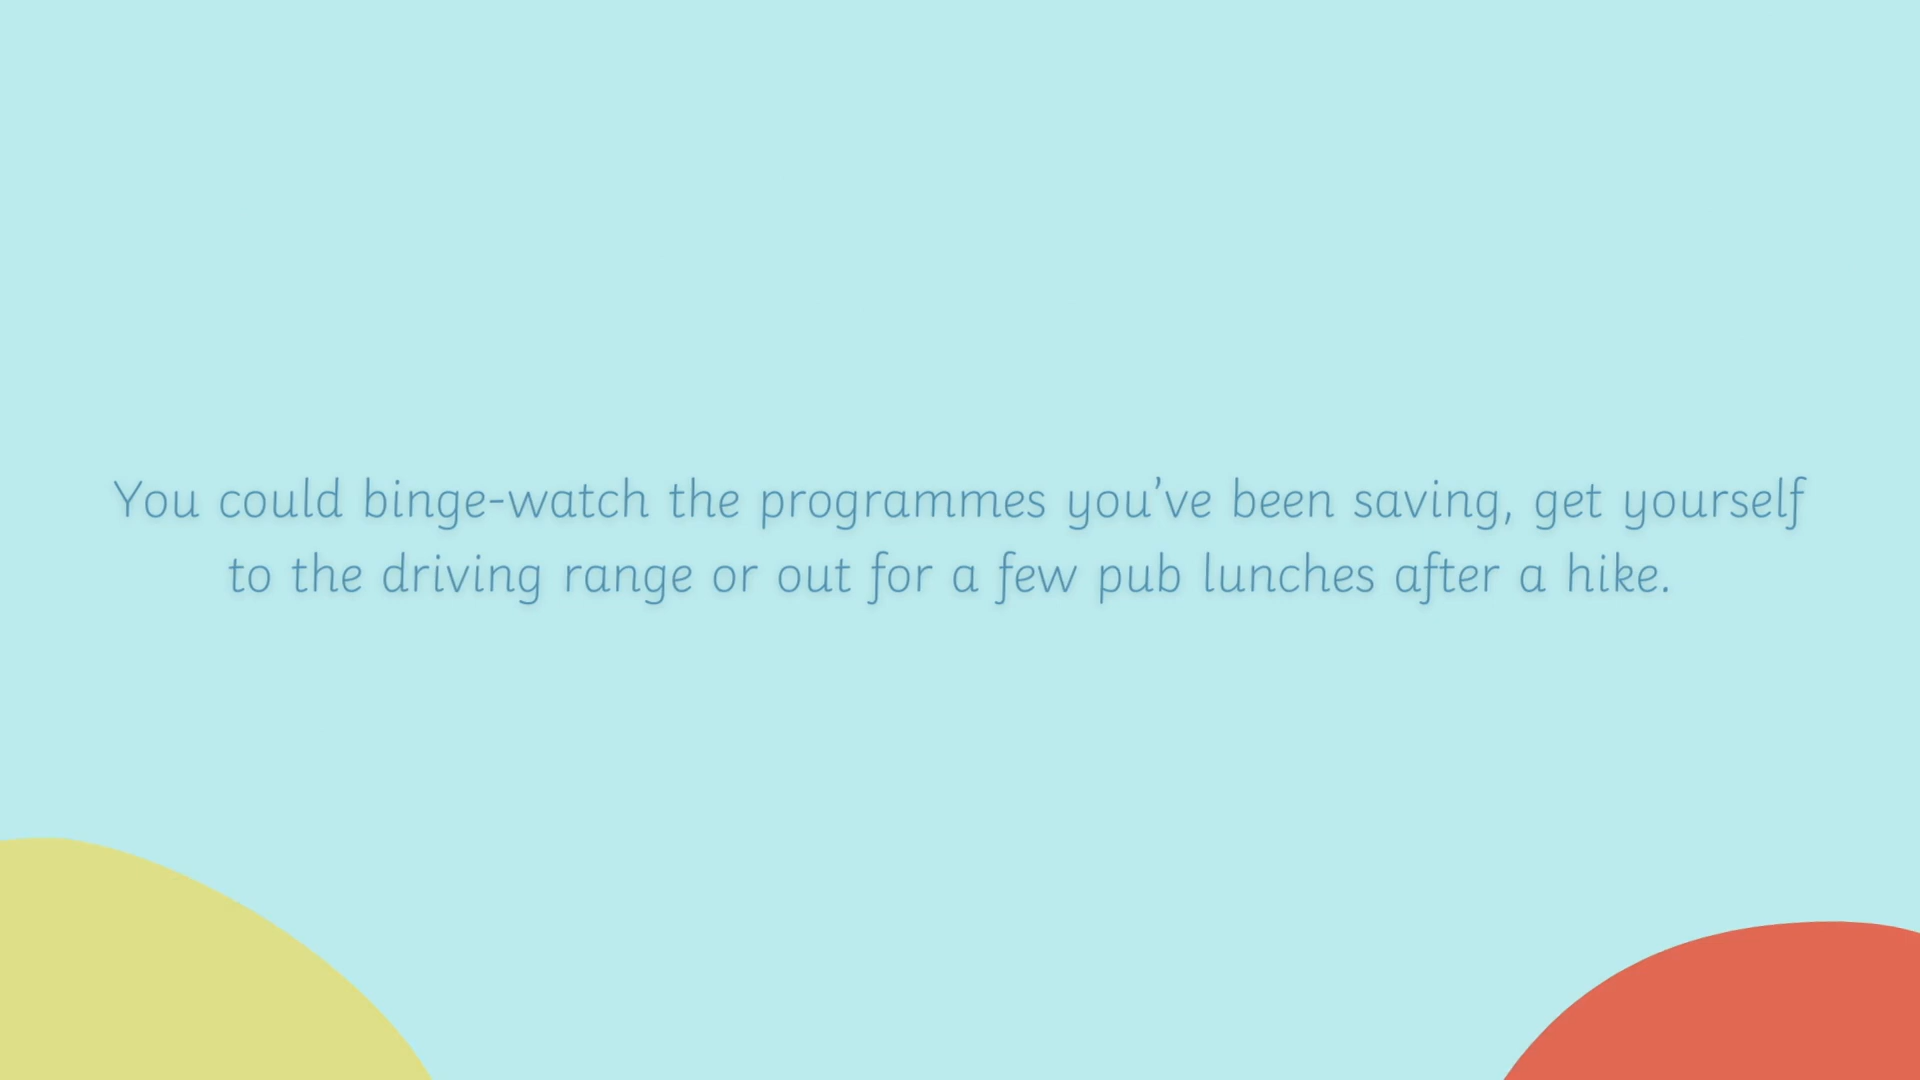 You could binge-watch the programmes you’ve been saving, get yourself
to the driving range or out for a few pub lunches after a hike.